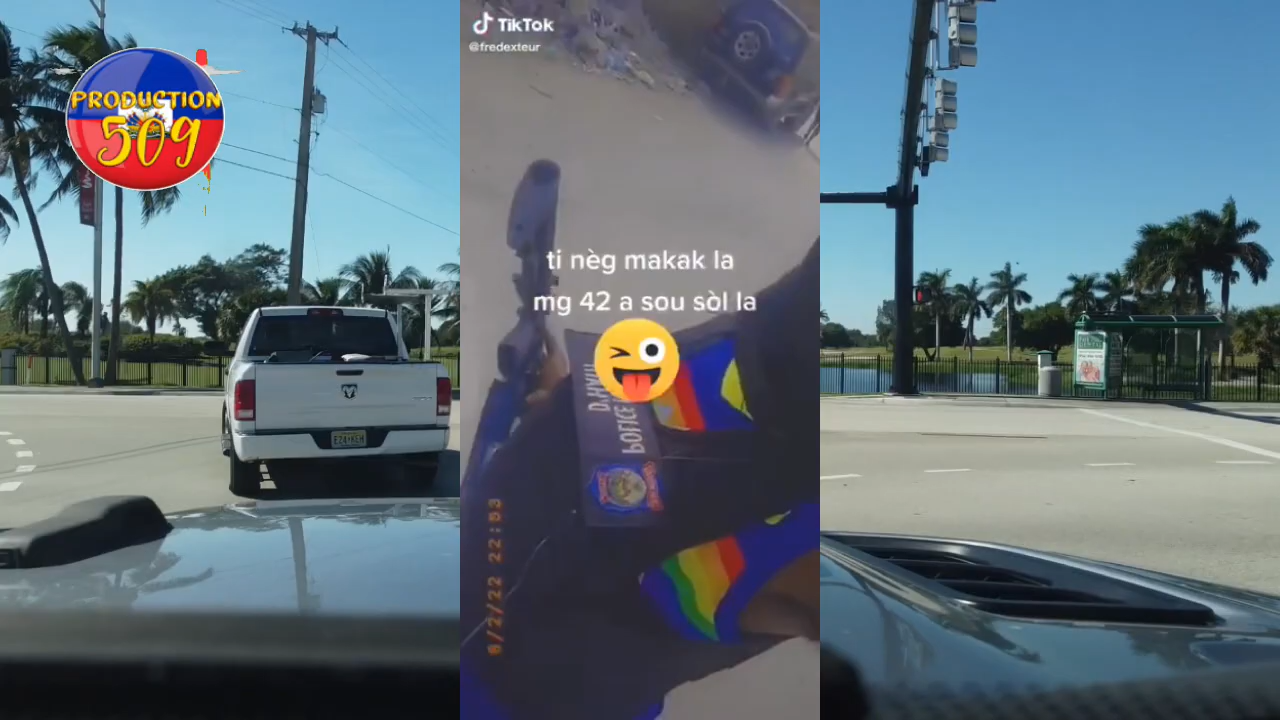 PRODUCTION
509
TikTok
@fredexteur
ti nèg makak la
mg 42 a sou sòl la
POLICE
8/2/22 22:53